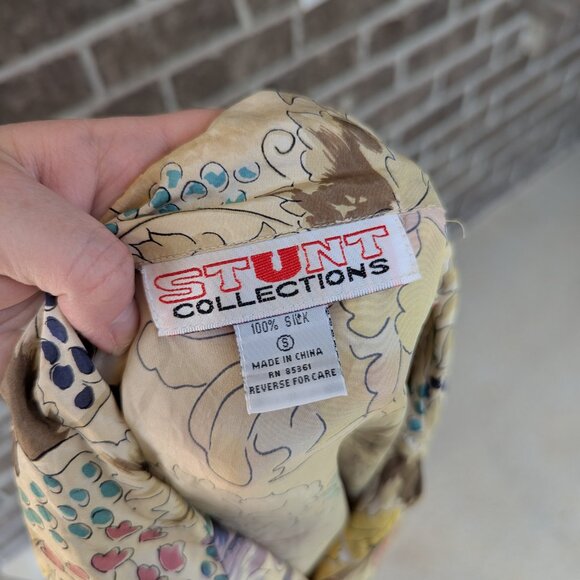 STUNT
COLLECTIONS
100% SILK
S
MADE IN CHINA
RN 85361
REVERSE FOR CARE